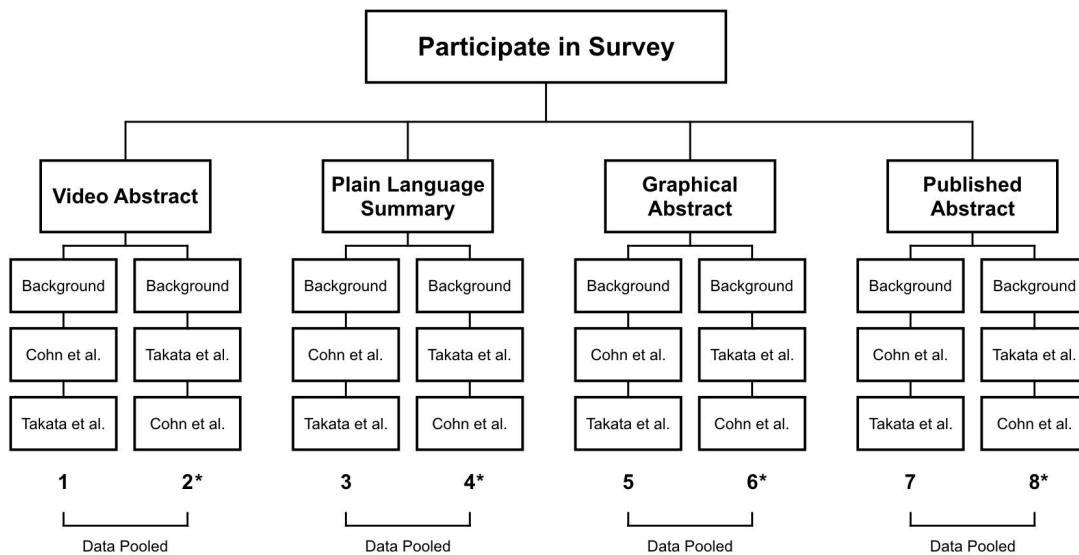 Participate in Survey
Video Abstract
Plain Language
Summary
Graphical
Abstract
Published
Abstract
Background
Background
Background
Background
Background
Background
Background
Background
Cohn et al.
Takata et al.
Cohn et al.
Takata et al.
Cohn et al.
Takata et al.
Cohn et al.
Takata et al.
Takata et al.
Cohn et al.
Takata et al.
Cohn et al.
Takata et al.
Cohn et al.
Takata et al.
Cohn et al.
1
2*
3
4*
5
6*
7
8*
Data Pooled
Data Pooled
Data Pooled
Data Pooled